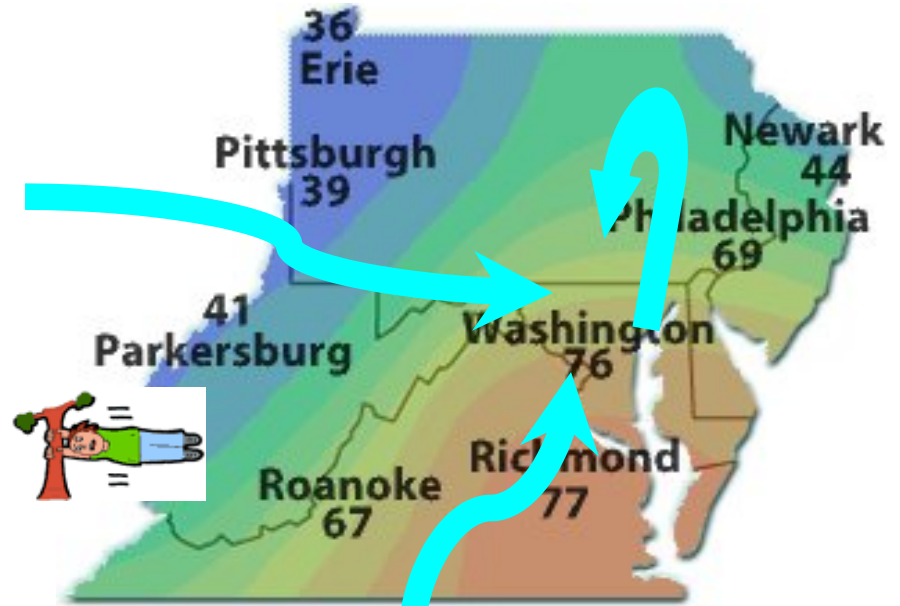 36
Erie
Pittsburgh
39
Newark
44
Philadelphia
69
41
Parkersburg
Washington
76
Richmond
77
Roanoke
67